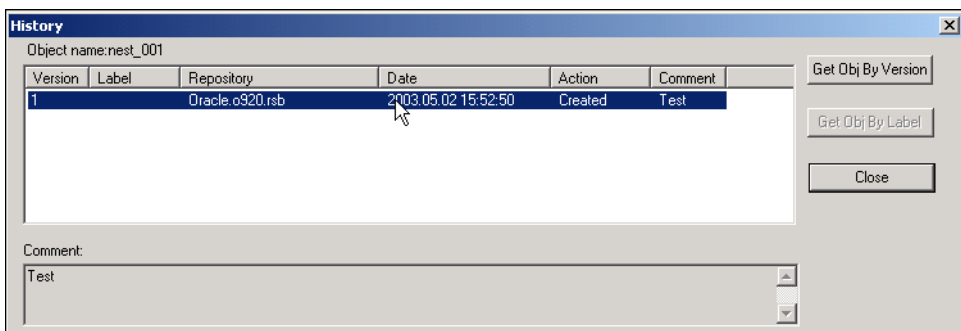 History
Object name:nest_001
Version Label Repository Date Action Comment
1 Oracle.o920.rsb 2003.05.02 15:52:50 Created Test
Get Obj By Version
Get Obj By Label
Close
Comment:
Test